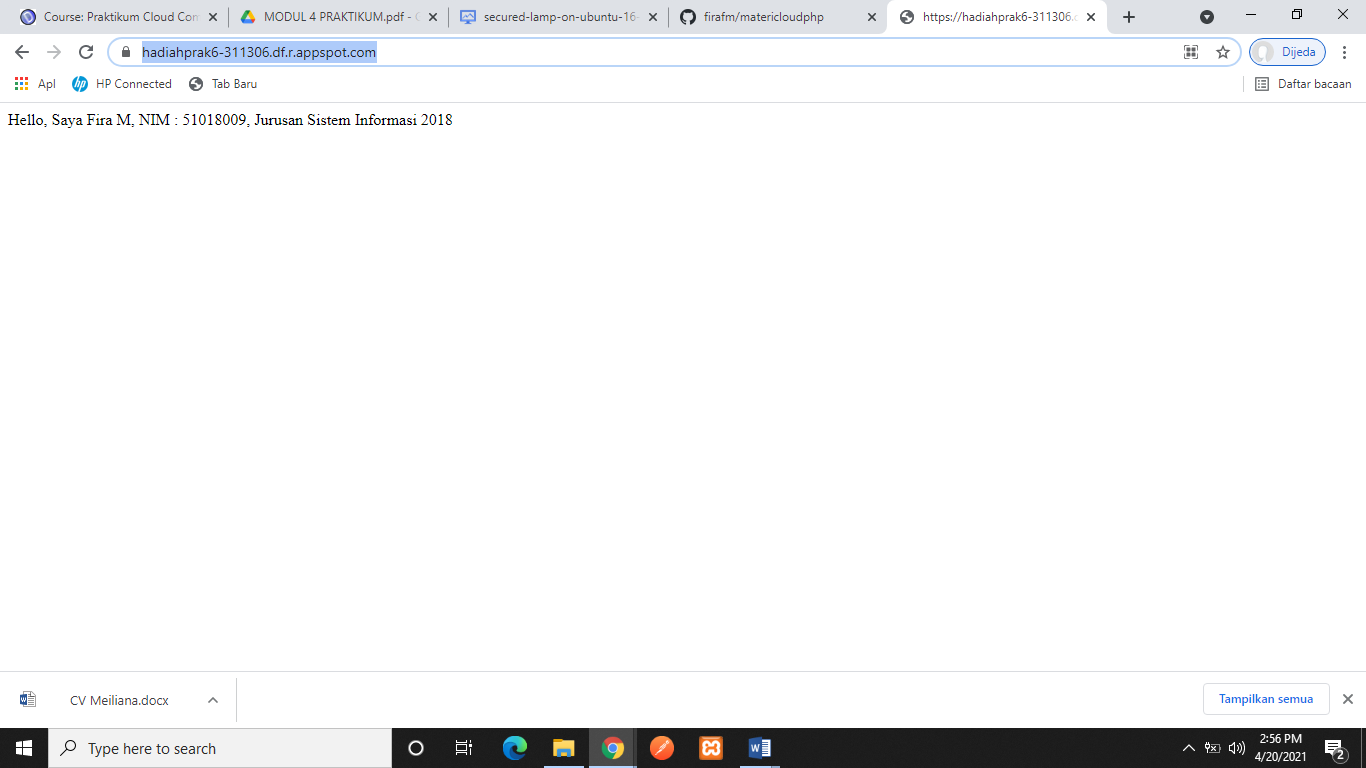 Course: Praktikum Cloud Com
MODUL 4 PRAKTIKUM.pdf - G
secured-lamp-on-ubuntu-16-
firafm/matericloudphp
https://hadiahprak6-311306.
hadiahprak6-311306.df.r.appspot.com
Dijeda
Apl
HP Connected
Tab Baru
Daftar bacaan
Hello, Saya Fira M, NIM : 51018009, Jurusan Sistem Informasi 2018
CV Meiliana.docx
Tampilkan semua
Type here to search
2:56 PM
4/20/2021
2